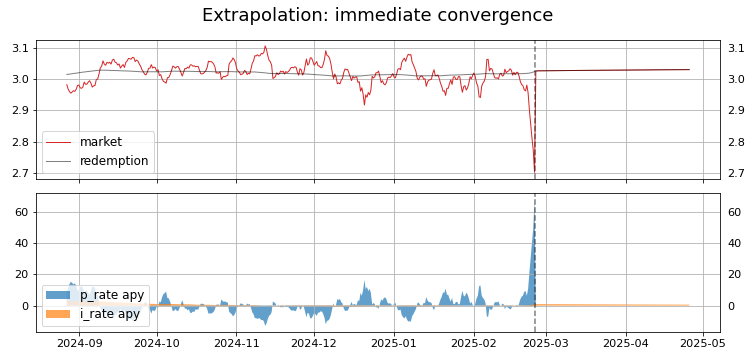 Extrapolation: immediate convergence
3.1 3.1
3.0 3.0
2.9 2.9
2.8 2.8
2.7 2.7
market
redemption
60 60
40 40
20 20
0 0
p_rate apy
i_rate apy
2024-09 2024-10 2024-11 2024-12 2025-01 2025-02 2025-03 2025-04 2025-05